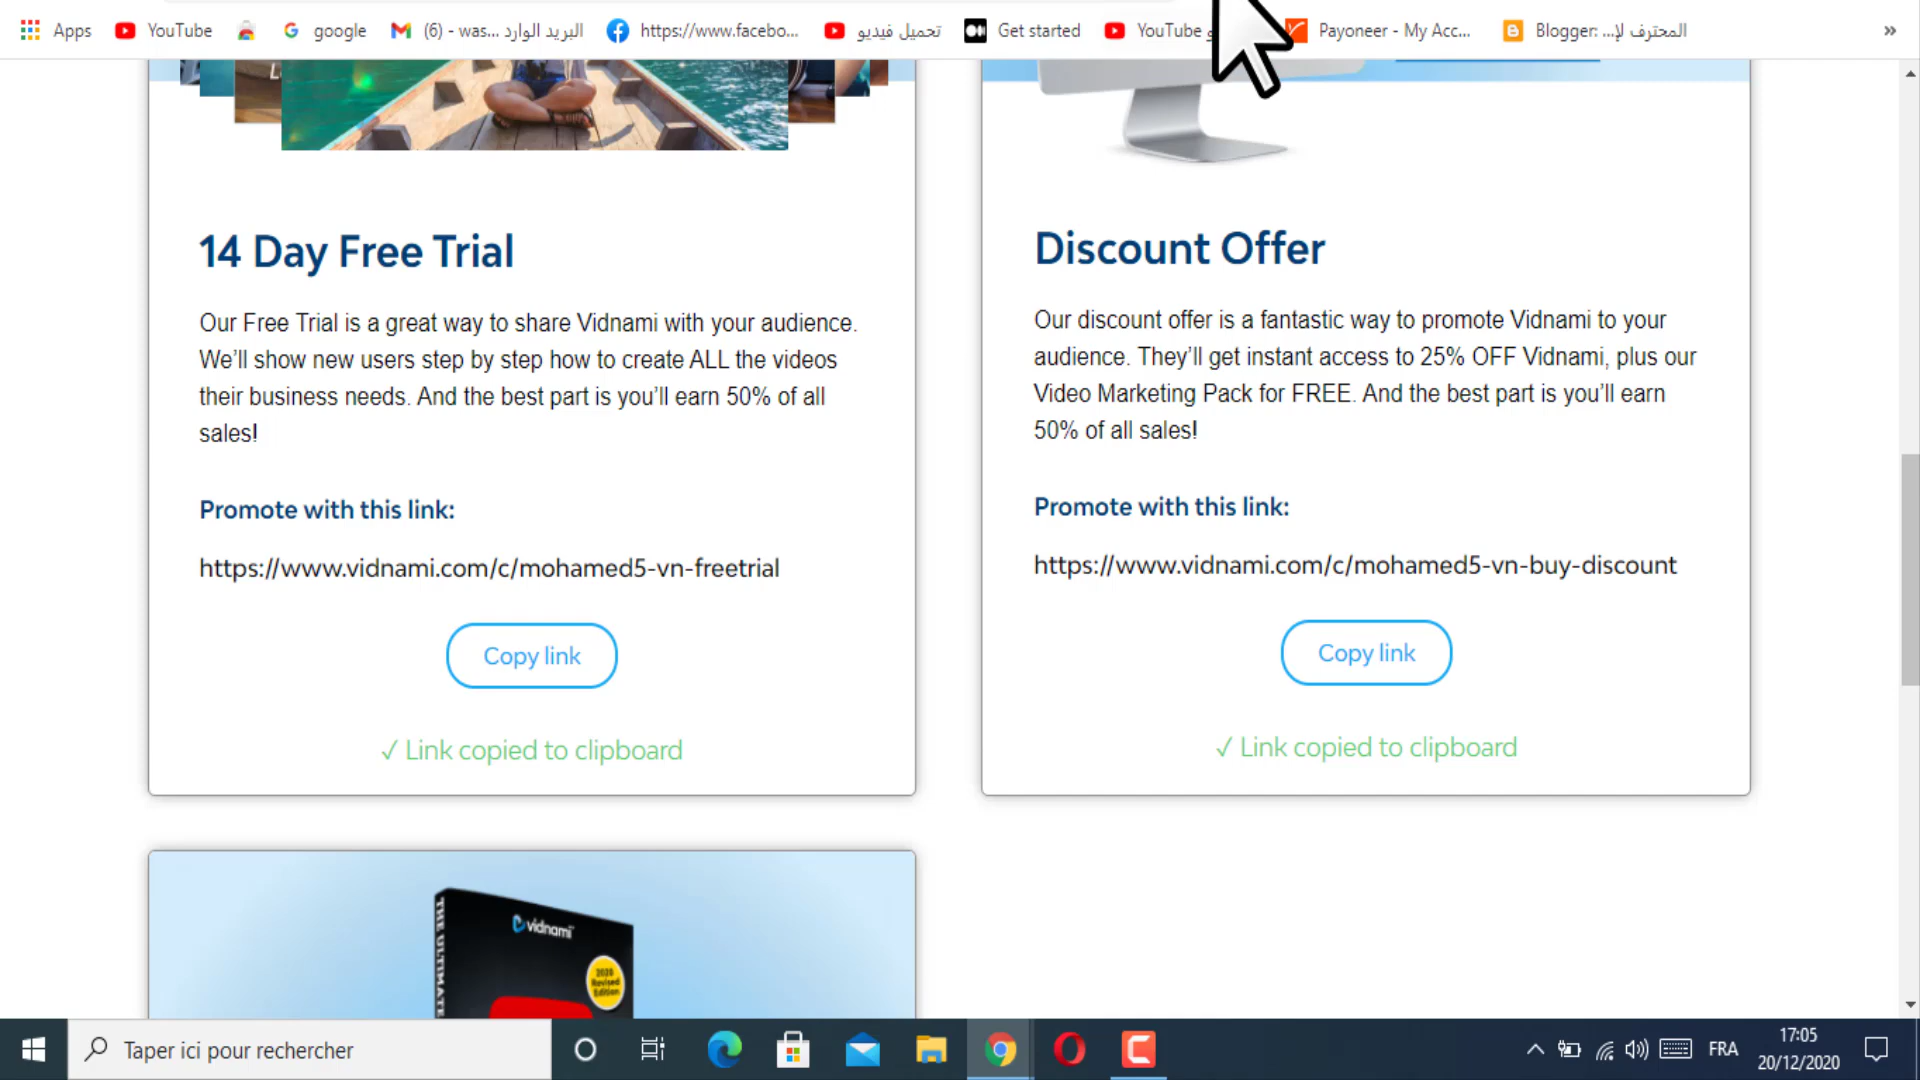 Apps
YouTube
google
(6) - was... البريد الوارد
https://www.facebo...
تحميل فيديو
Get started
YouTube
Payoneer - My Acc...
Blogger: ...المحترف لإ
»
14 Day Free Trial
Our Free Trial is a great way to share Vidnami with your audience.
We'll show new users step by step how to create ALL the videos
their business needs. And the best part is you'll earn 50% of all
sales!
Promote with this link:
https://www.vidnami.com/c/mohamed5-vn-freetrial
Copy link
✓ Link copied to clipboard
Discount Offer
Our discount offer is a fantastic way to promote Vidnami to your
audience. They'll get instant access to 25% OFF Vidnami, plus our
Video Marketing Pack for FREE. And the best part is you'll earn
50% of all sales!
Promote with this link:
https://www.vidnami.com/c/mohamed5-vn-buy-discount
Copy link
✓ Link copied to clipboard
THE ULTIMATE
vidnami
2020
Revised
Edition
Taper ici pour rechercher
FRA
17:05
20/12/2020